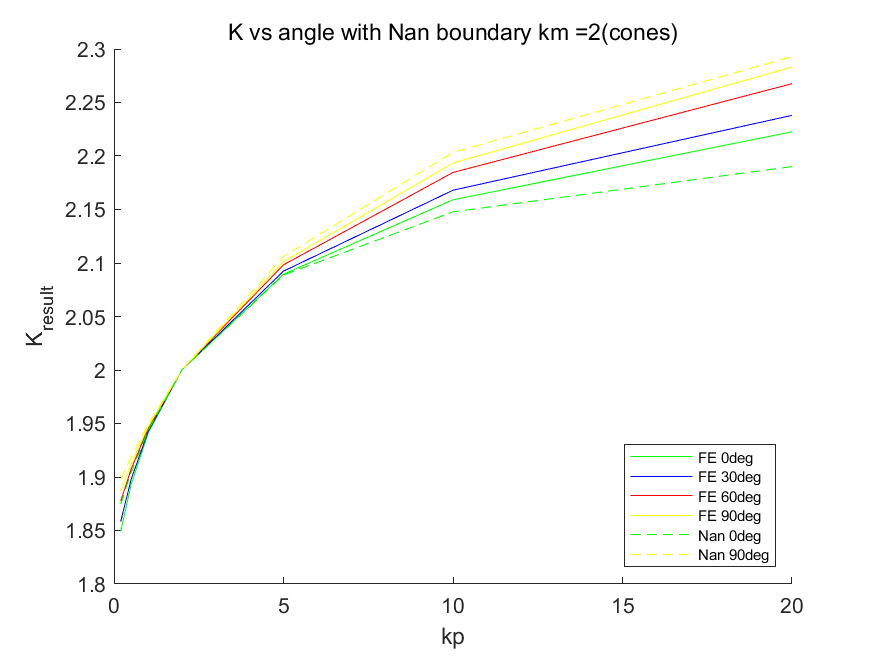 K vs angle with Nan boundary km =2(cones)
2.3
2.25
2.2
2.15
2.1
2.05
2
1.95
1.9
1.85
1.8
K_result
0 5 10 15 20
kp
FE 0deg
FE 30deg
FE 60deg
FE 90deg
Nan 0deg
Nan 90deg